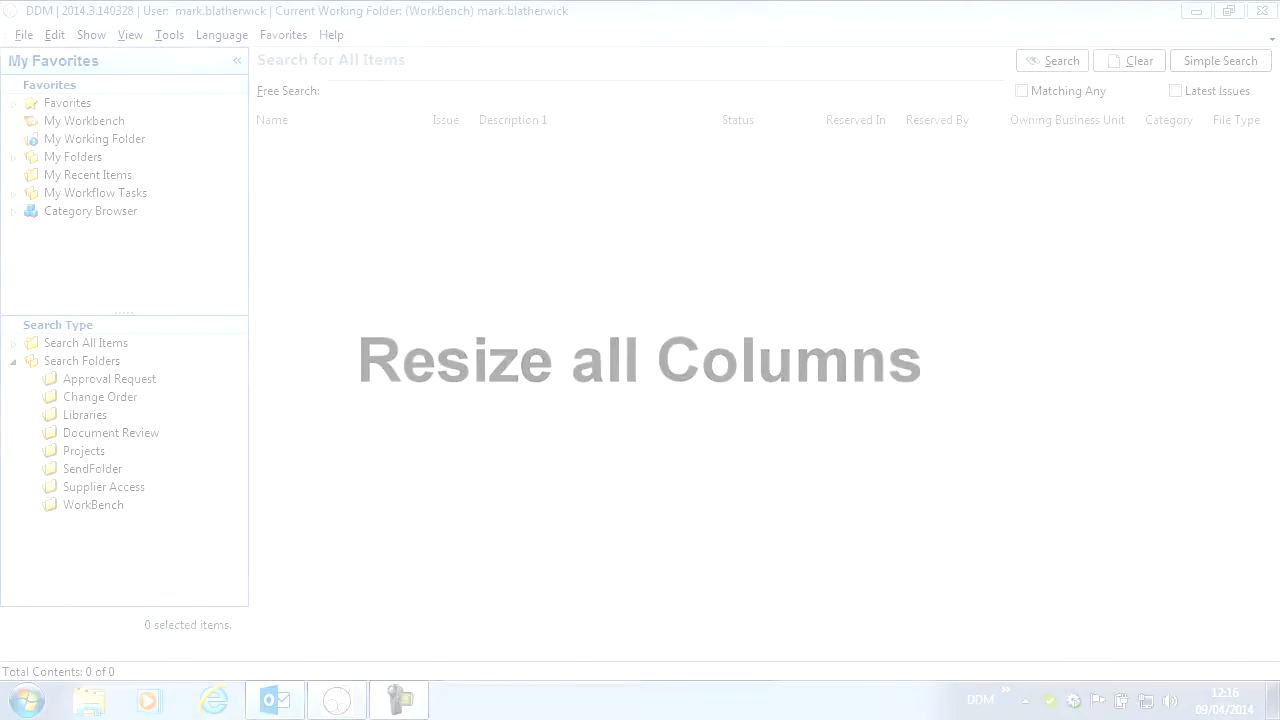 DDM | 2014.3.140328 | User: mark.blatherwick | Current Working Folder: (WorkBench) mark.blatherwick
File Edit Show View Tools Language Favorites Help
My Favorites «
Favorites
Favorites
My Workbench
My Working Folder
My Folders
My Recent Items
My Workflow Tasks
Category Browser
Search Type
Search All Items
Search Folders
Approval Request
Change Order
Libraries
Document Review
Projects
SendFolder
Supplier Access
WorkBench
0 selected items.
Search for All Items
Search Clear Simple Search
Free Search:
Matching Any Latest Issues
Name Issue Description 1 Status Reserved In Reserved By Owning Business Unit Category File Type
Resize all Columns
Total Contents: 0 of 0
DDM »
12:16
09/04/2014